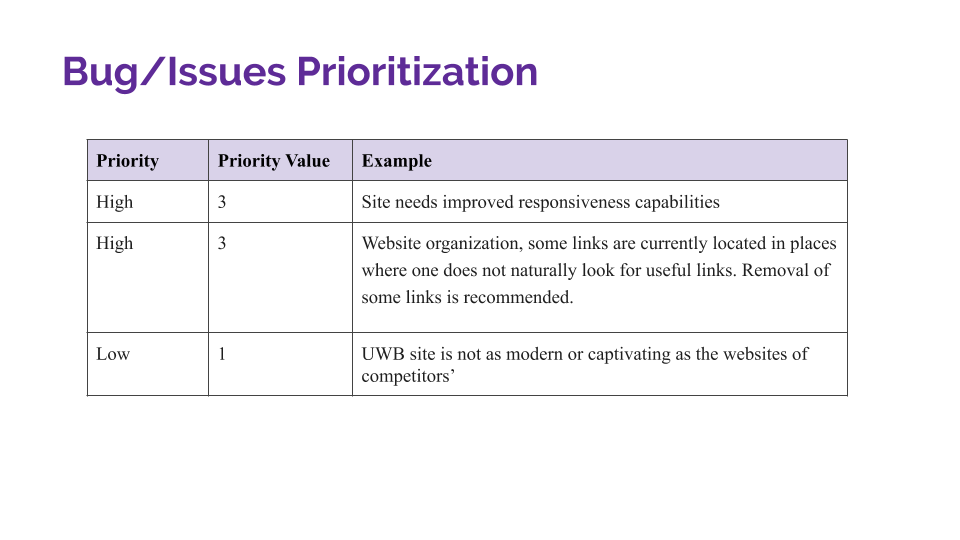 Bug/Issues Prioritization
Priority Priority Value Example
High 3 Site needs improved responsiveness capabilities
High 3 Website organization, some links are currently located in places
where one does not naturally look for useful links. Removal of
some links is recommended.
Low 1 UWB site is not as modern or captivating as the websites of
competitors’